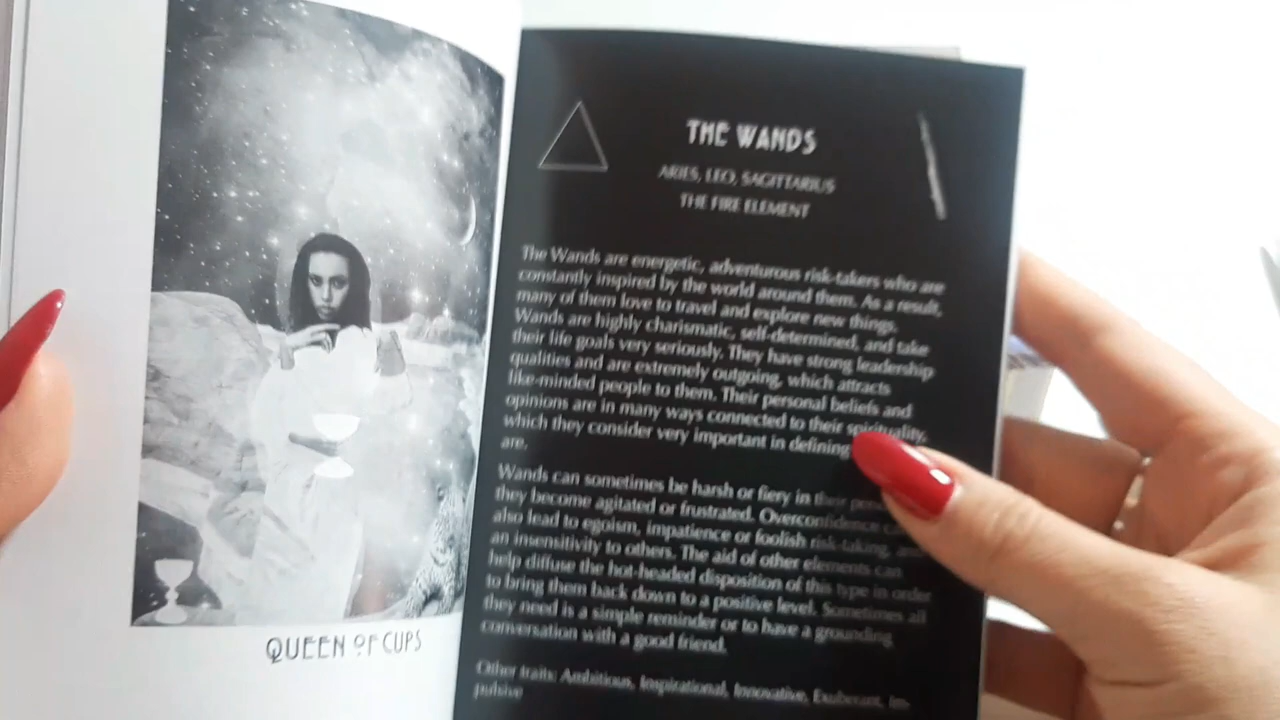 QUEEN OF CUPS
THE WANDS
ARIES, LEO, SAGITTARIUS
THE FIRE ELEMENT
The Wands are energetic, adventurous risk-takers who are
constantly inspired by the world around them. As a result,
many of them love to travel and explore new things.
Wands are highly charismatic, self-determined, and take
their life goals very seriously. They have strong leadership
qualities and are extremely outgoing, which attracts
like-minded people to them. Their personal beliefs and
opinions are in many ways connected to their spirituality,
which they consider very important in defining
are.
Wands can sometimes be harsh or fiery in their
they become agitated or frustrated. Overconfidence
also lead to egoism, impatience or foolish risk-taking,
an insensitivity to others. The aid of other elements can
help diffuse the hot-headed disposition of this type in order
to bring them back down to a positive level. Sometimes all
they need is a simple reminder or to have a grounding
conversation with a good friend.
Other traits: Ambitious, Inspirational, Innovative, Exuberant, Im-
pulsive